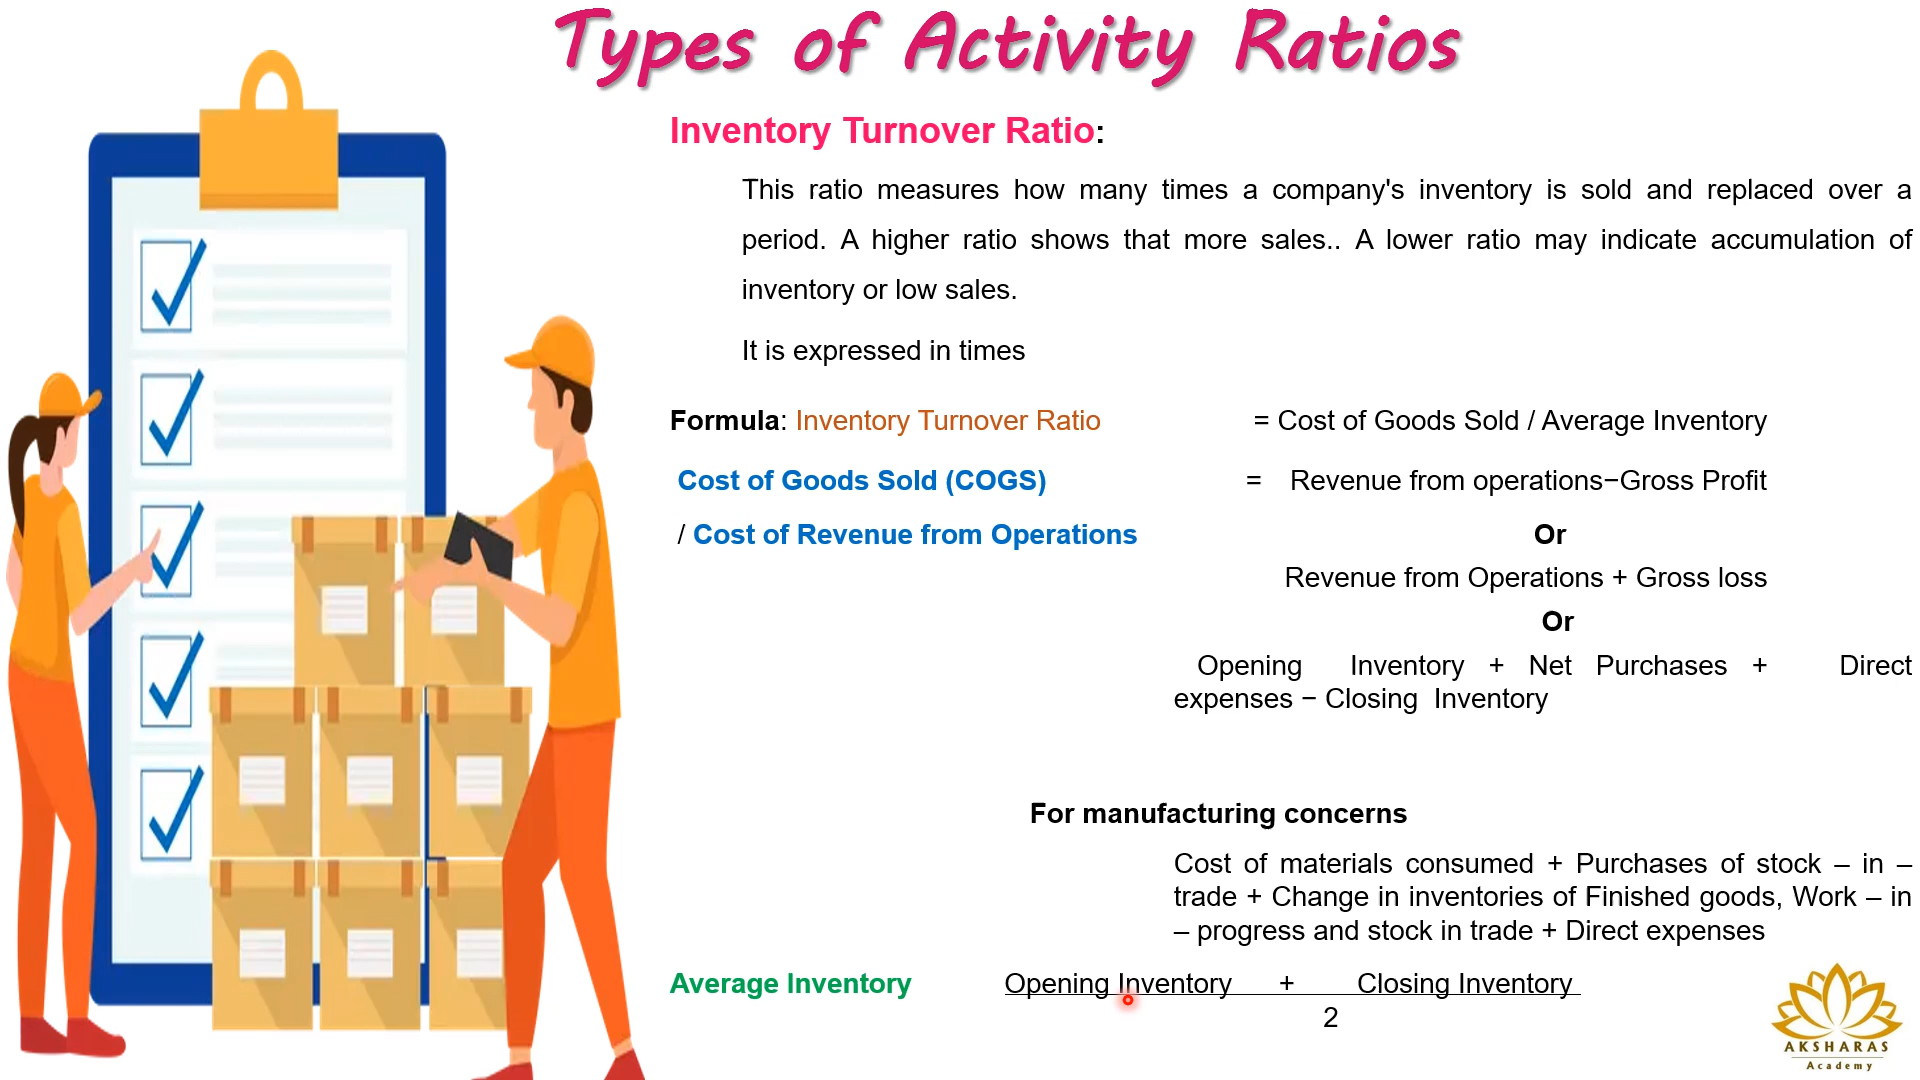 Types of Activity Ratios
Inventory Turnover Ratio:
This ratio measures how many times a company's inventory is sold and replaced over a
period. A higher ratio shows that more sales.. A lower ratio may indicate accumulation of
inventory or low sales.
It is expressed in times
Formula: Inventory Turnover Ratio = Cost of Goods Sold / Average Inventory
Cost of Goods Sold (COGS) = Revenue from operations−Gross Profit
/ Cost of Revenue from Operations Or
Revenue from Operations + Gross loss
Or
Opening Inventory + Net Purchases + Direct
expenses − Closing Inventory
For manufacturing concerns
Cost of materials consumed + Purchases of stock – in –
trade + Change in inventories of Finished goods, Work – in
– progress and stock in trade + Direct expenses
Average Inventory Opening Inventory + Closing Inventory
2
AKSHARAS
Academy